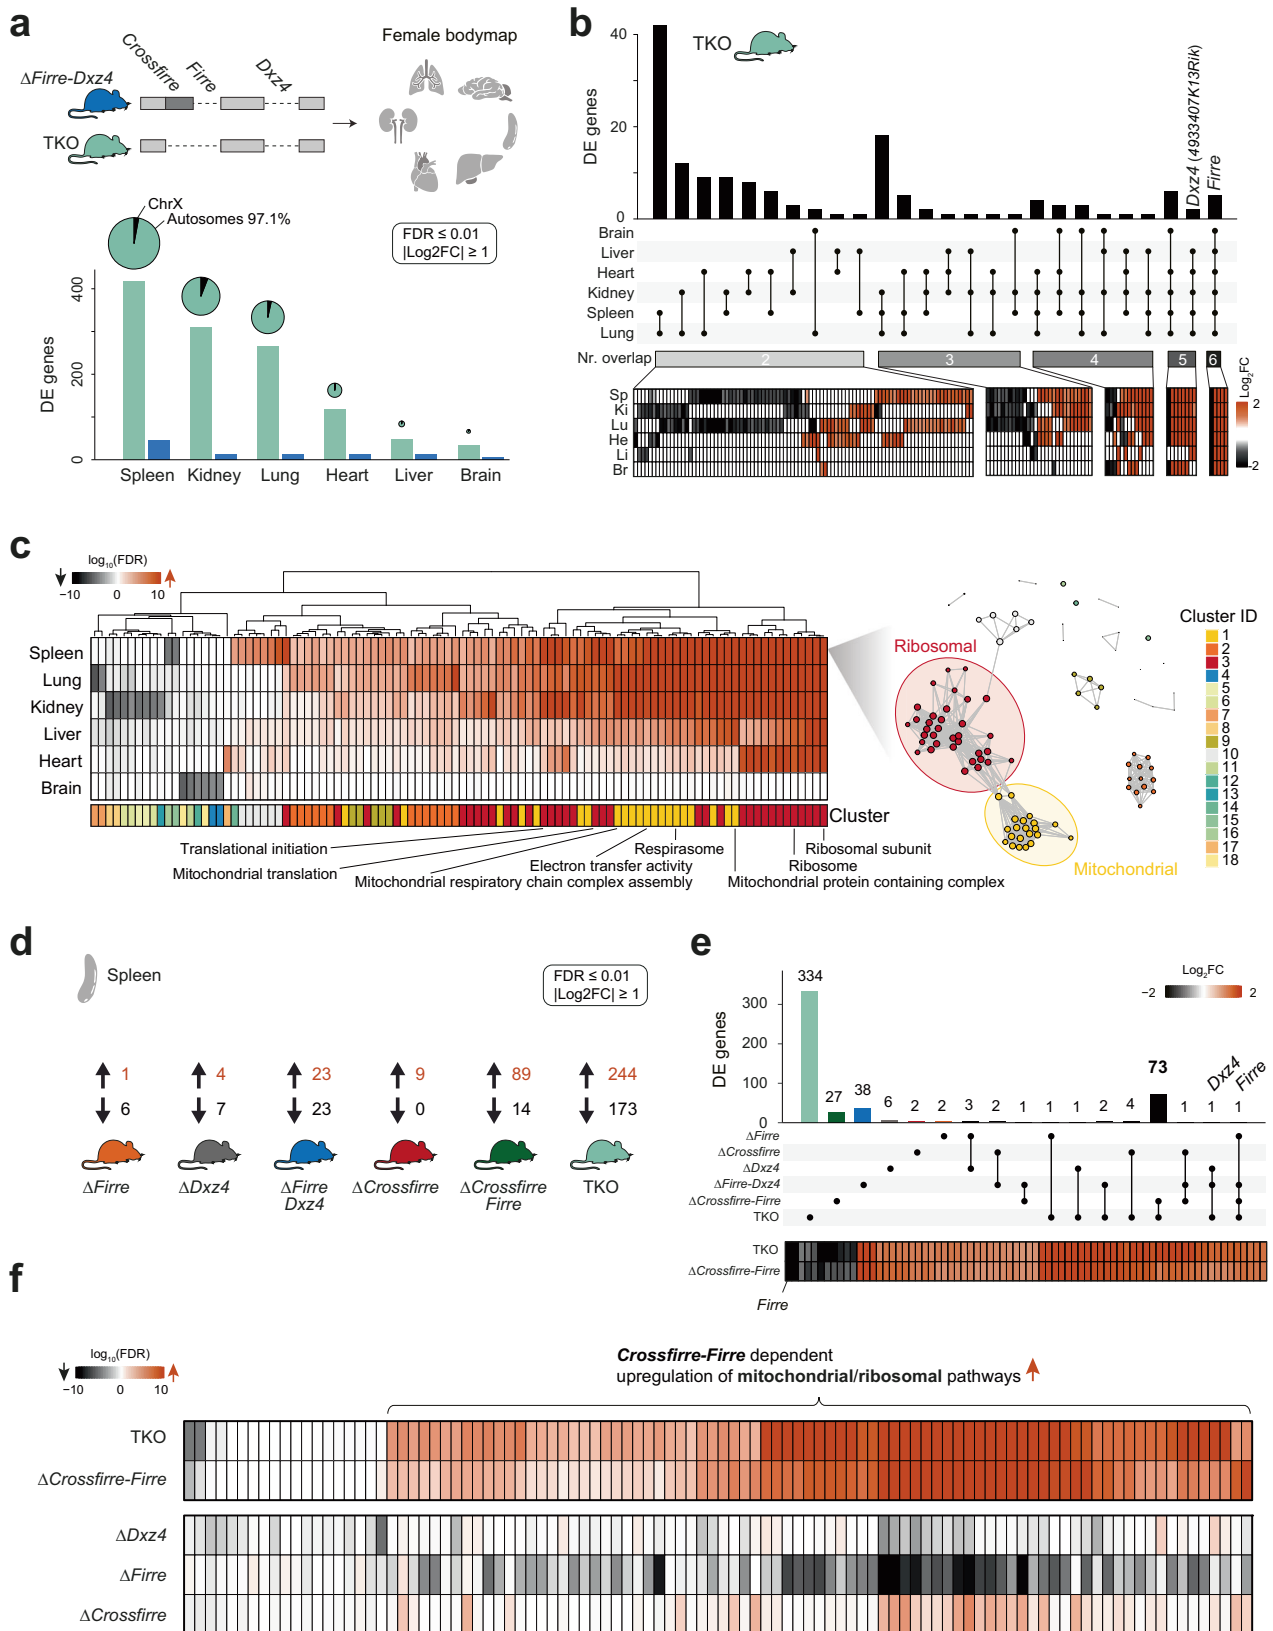 a
Crossfirre
Firre
Dxz4
ΔFirre-Dxz4
TKO
Female bodymap
ChrX
Autosomes 97.1%
FDR ≤ 0.01
|Log2FC| ≥ 1
DE genes
400
200
0
Spleen
Kidney
Lung
Heart
Liver
Brain
b
TKO
DE genes
40
20
0
Dxz4 (4933407K13Rik)
Firre
Brain
Liver
Heart
Kidney
Spleen
Lung
Nr. overlap
2
3
4
5
6
Sp
Ki
Lu
He
Li
Br
Log2FC
2
-2
c
log10(FDR)
−10 0 10
Spleen
Lung
Kidney
Liver
Heart
Brain
Cluster
Translational initiation
Mitochondrial translation
Mitochondrial respiratory chain complex assembly
Electron transfer activity
Respirasome
Mitochondrial protein containing complex
Ribosome
Ribosomal subunit
Ribosomal
Mitochondrial
Cluster ID
1
2
3
4
5
6
7
8
9
10
11
12
13
14
15
16
17
18
d
Spleen
FDR ≤ 0.01
|Log2FC| ≥ 1
1 4 23 9 89 244
6 7 23 0 14 173
ΔFirre
ΔDxz4
ΔFirre
Dxz4
ΔCrossfirre
ΔCrossfirre
Firre
TKO
e
Log2FC
−2 2
DE genes
300
200
100
0
334 27 38 6 2 2 3 2 1 1 1 2 4 73 1 1 1
Dxz4
Firre
ΔFirre
ΔCrossfirre
ΔDxz4
ΔFirre-Dxz4
ΔCrossfirre-Firre
TKO
TKO
ΔCrossfirre-Firre
Firre
f
log10(FDR)
−10 0 10
Crossfirre-Firre dependent
upregulation of mitochondrial/ribosomal pathways
TKO
ΔCrossfirre-Firre
ΔDxz4
ΔFirre
ΔCrossfirre